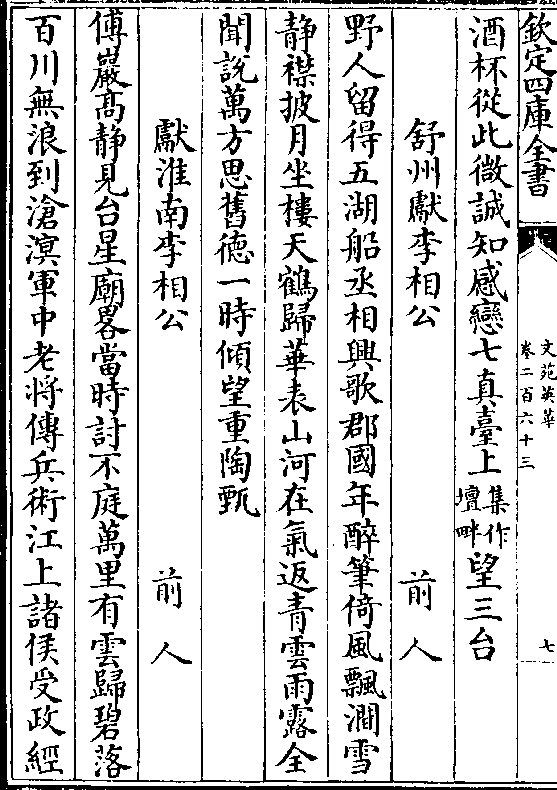 欽定四庫全書
文苑英華
卷二百六十三
七
酒杯從此微誠知感戀七真臺上集作壇畔望三台
舒州獻李相公 前人
野人留得五湖船丞相興歌郡國年醉筆倚風飄澗雪
静襟披月坐樓天鶴歸華表山河在氣返青雲雨露全
聞說萬方思舊德一時傾望重陶甄
獻淮南李相公 前人
傅巖髙静見台星廟畧當時討不庭萬里有雲歸碧落
百川無浪到滄溟軍中老將傳兵術江上諸侯受政經